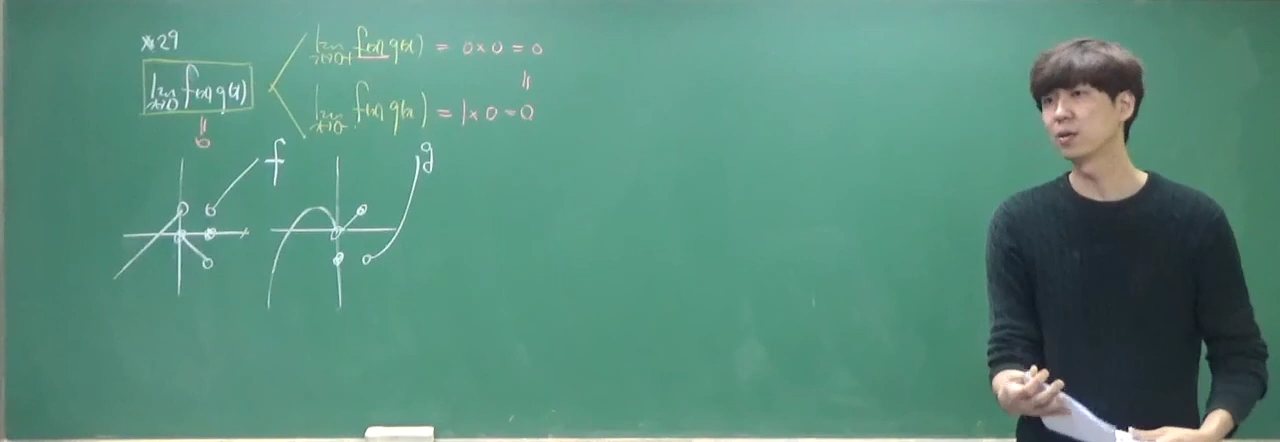 *29
lim x→0 f(x)g(x)
lim x→0+ f(x)g(x) = 0×0 = 0
lim x→0- f(x)g(x) = 1×0 = 0
||
||
0
f
g